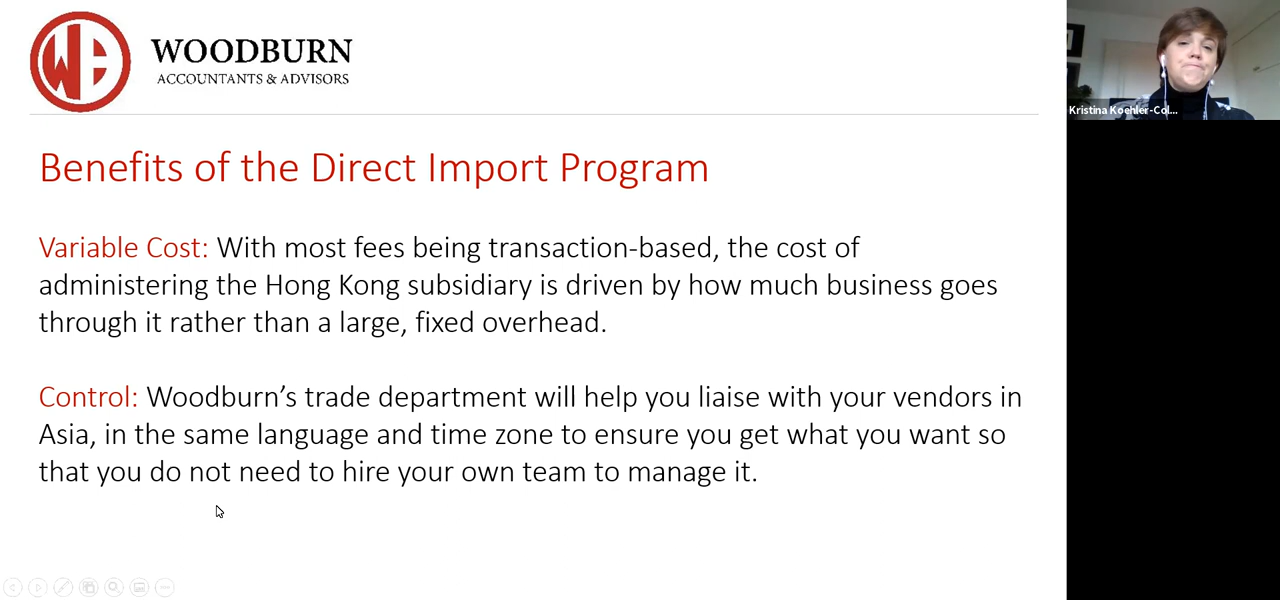 WOODBURN
ACCOUNTANTS & ADVISORS
Kristina Koehler-Col...
Benefits of the Direct Import Program
Variable Cost: With most fees being transaction-based, the cost of
administering the Hong Kong subsidiary is driven by how much business goes
through it rather than a large, fixed overhead.
Control: Woodburn’s trade department will help you liaise with your vendors in
Asia, in the same language and time zone to ensure you get what you want so
that you do not need to hire your own team to manage it.